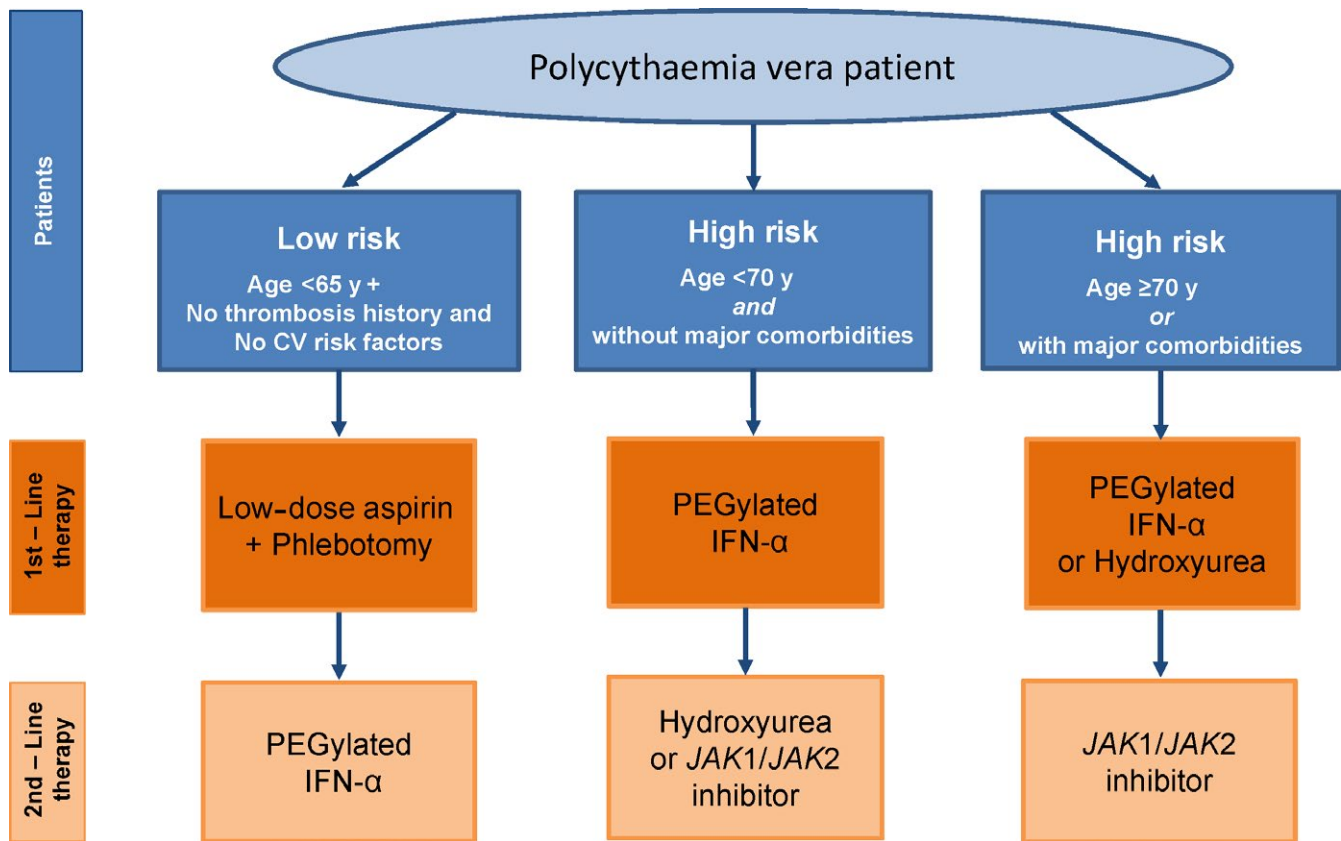 Polycythaemia vera patient
Patients
Low risk
Age <65 y +
No thrombosis history and
No CV risk factors
High risk
Age <70 y
and
without major comorbidities
High risk
Age ≥70 y
or
with major comorbidities
1st – Line
therapy
Low-dose aspirin
+ Phlebotomy
PEGylated
IFN-α
PEGylated
IFN-α
or Hydroxyurea
2nd – Line
therapy
PEGylated
IFN-α
Hydroxyurea
or JAK1/JAK2
inhibitor
JAK1/JAK2
inhibitor